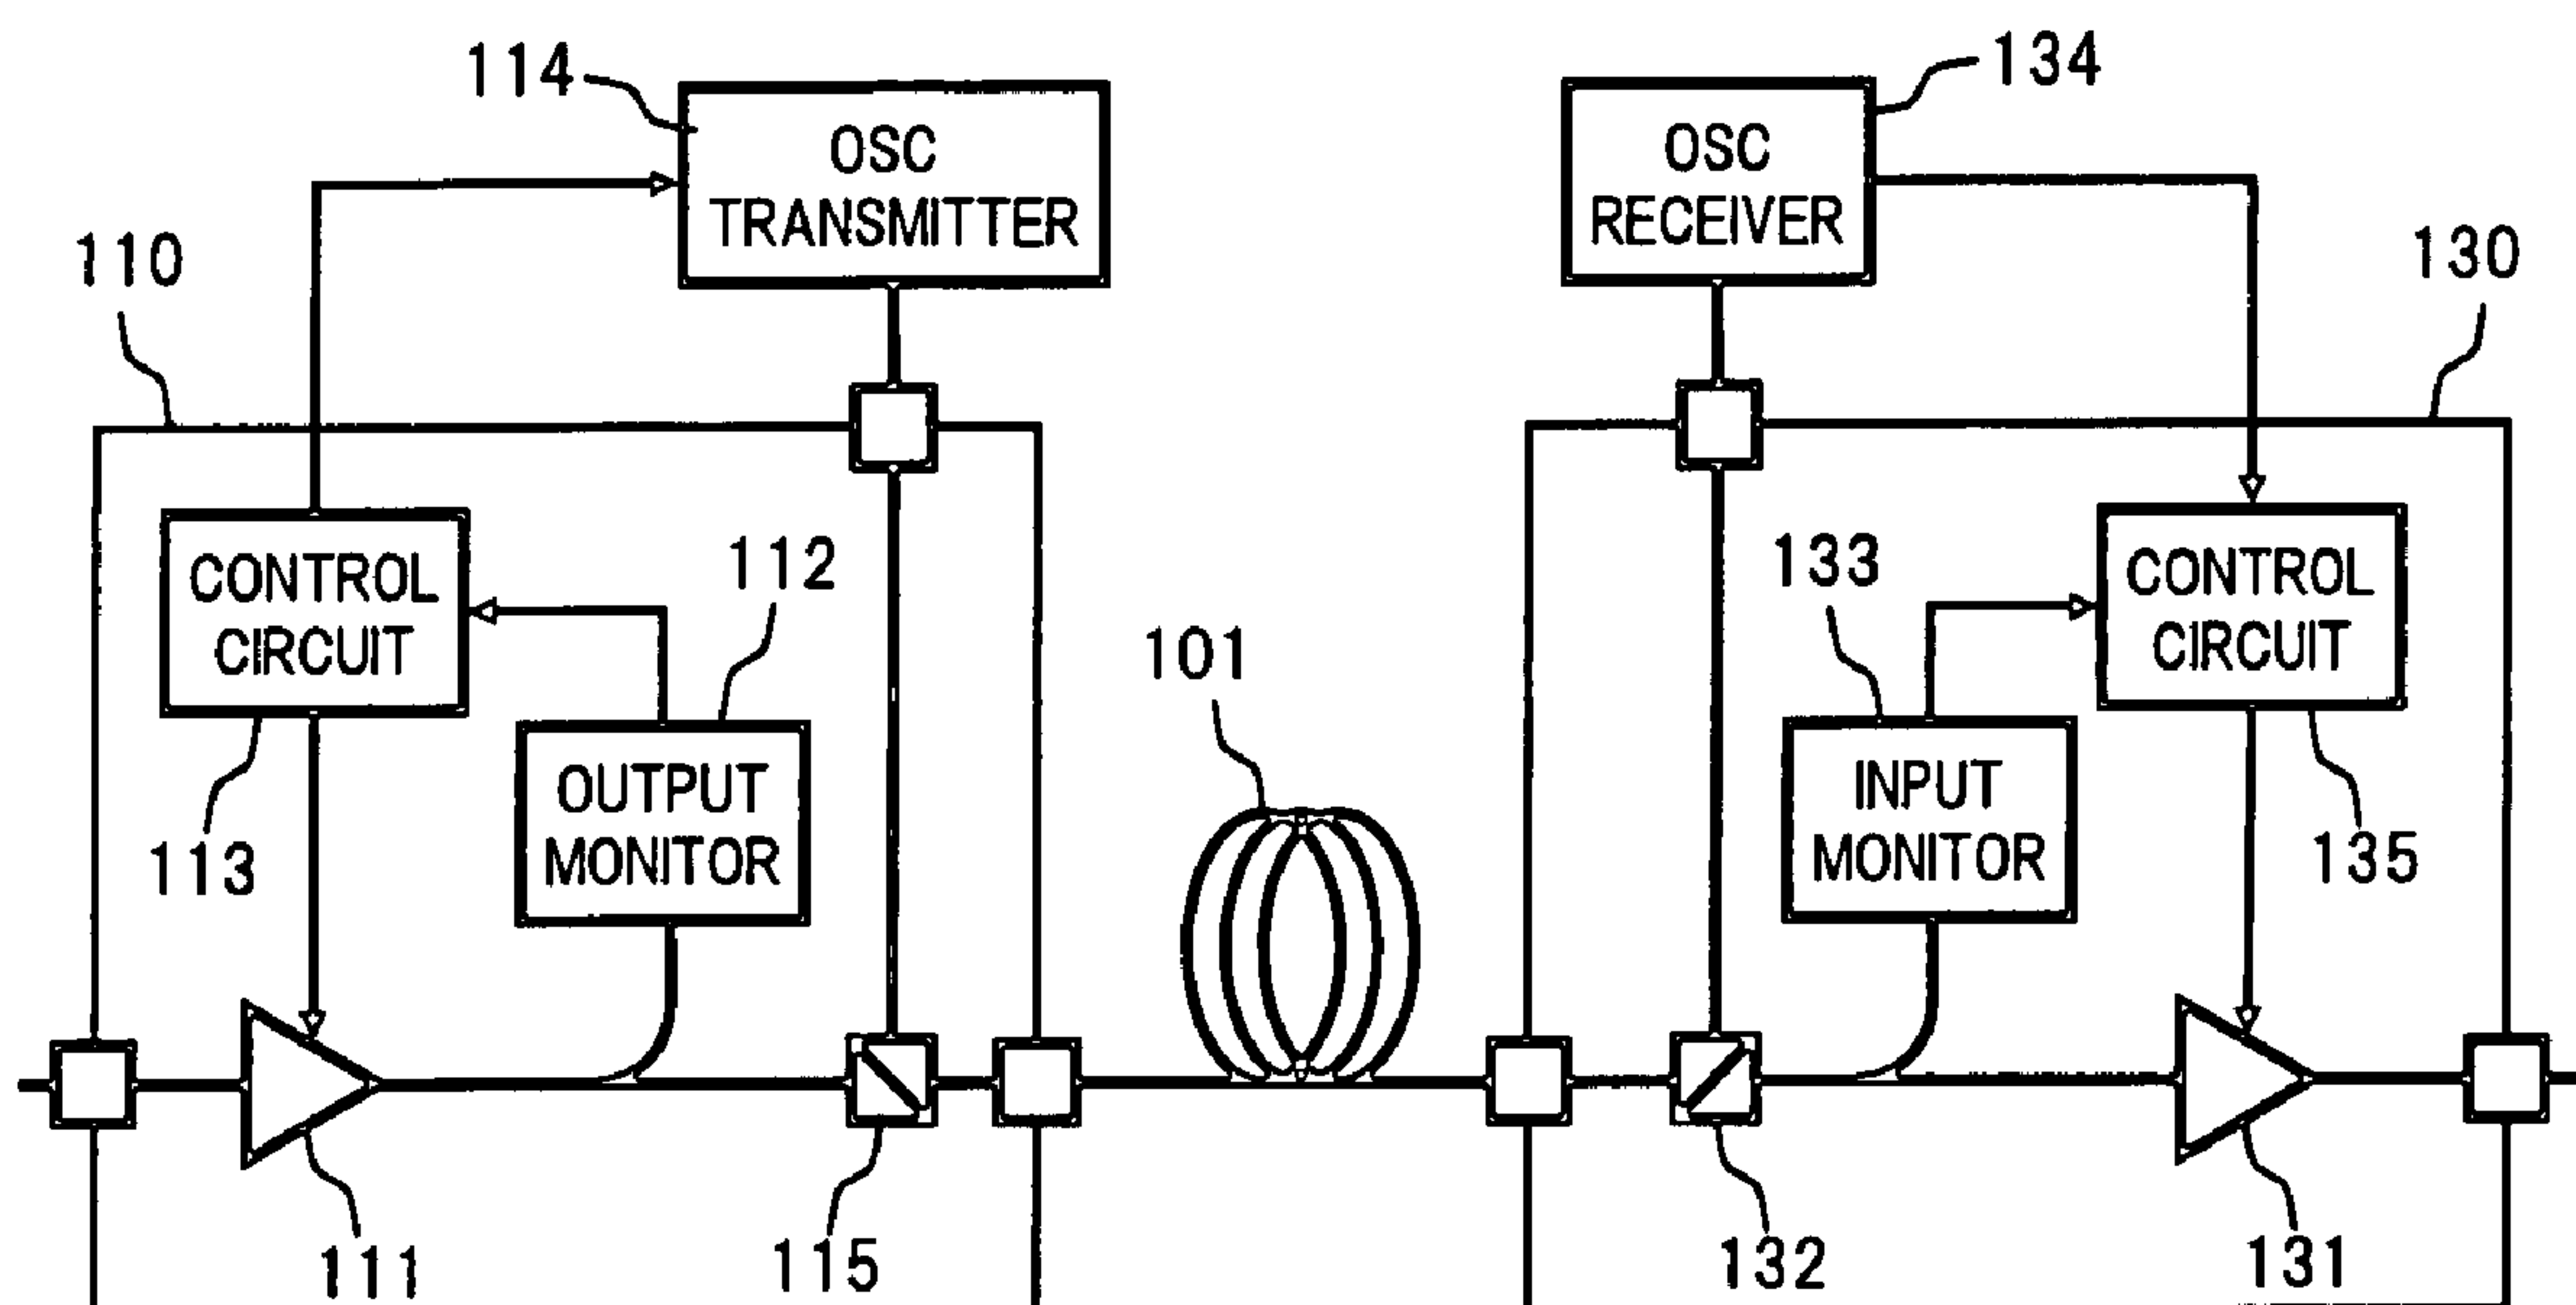 114
OSC
TRANSMITTER
134
OSC
RECEIVER
110
130
CONTROL
CIRCUIT
112
113
OUTPUT
MONITOR
101
133
CONTROL
CIRCUIT
INPUT
MONITOR
135
111
115
132
131